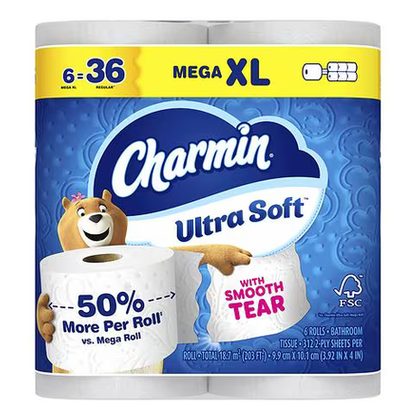 6=36
MEGA XL REGULAR*
MEGA XL
Charmin
Ultra Soft™
WITH
SMOOTH
TEAR
50%
More Per Roll†
vs. Mega Roll
FSC
6 ROLLS • BATHROOM
TISSUE • 312 2-PLY SHEETS PER
ROLL • TOTAL 18.7 m² (203 FT²) • 9.9 cm X 10.1 cm (3.92 IN X 4 IN)